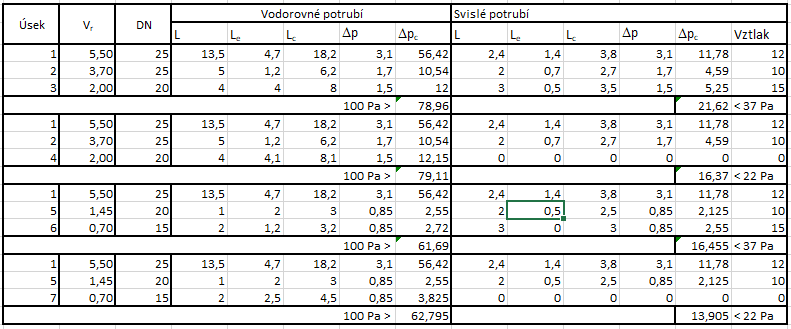 Úsek Vr DN Vodorovné potrubí Svislé potrubí
L Le Lc Δp Δpc L Le Lc Δp Δpc Vztlak
1 5,50 25 13,5 4,7 18,2 3,1 56,42 2,4 1,4 3,8 3,1 11,78 12
2 3,70 25 5 1,2 6,2 1,7 10,54 2 0,7 2,7 1,7 4,59 10
3 2,00 20 4 4 8 1,5 12 3 0,5 3,5 1,5 5,25 15
100 Pa > 78,96 21,62 < 37 Pa
1 5,50 25 13,5 4,7 18,2 3,1 56,42 2,4 1,4 3,8 3,1 11,78 12
2 3,70 25 5 1,2 6,2 1,7 10,54 2 0,7 2,7 1,7 4,59 10
4 2,00 20 4 4,1 8,1 1,5 12,15 0 0 0 0 0 0
100 Pa > 79,11 16,37 < 22 Pa
1 5,50 25 13,5 4,7 18,2 3,1 56,42 2,4 1,4 3,8 3,1 11,78 12
5 1,45 20 1 2 3 0,85 2,55 2 0,5 2,5 0,85 2,125 10
6 0,70 15 2 1,2 3,2 0,85 2,72 3 0 3 0,85 2,55 15
100 Pa > 61,69 16,455 < 37 Pa
1 5,50 25 13,5 4,7 18,2 3,1 56,42 2,4 1,4 3,8 3,1 11,78 12
5 1,45 20 1 2 3 0,85 2,55 2 0,5 2,5 0,85 2,125 10
7 0,70 15 2 2,5 4,5 0,85 3,825 0 0 0 0 0 0
100 Pa > 62,795 13,905 < 22 Pa